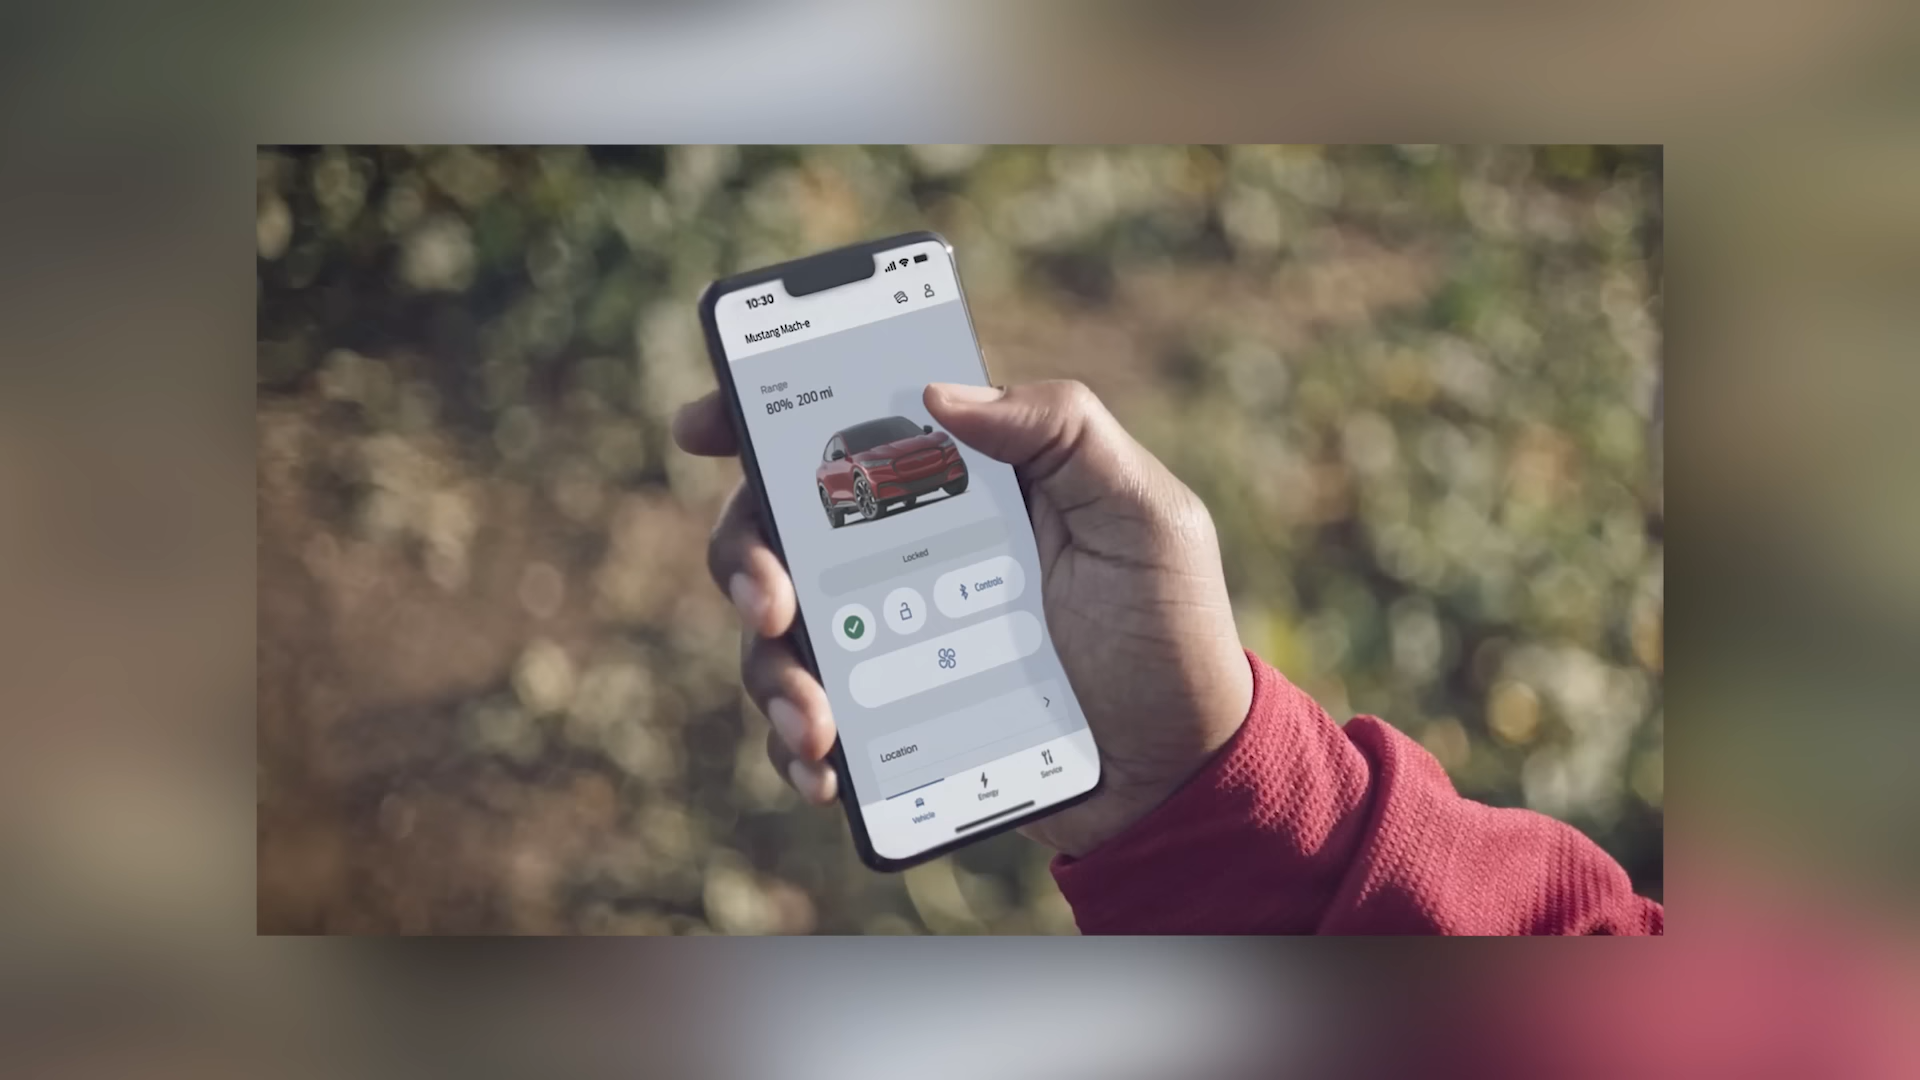 10:30
Mustang Mach-e
Range
80% 200 mi
Locked
Controls
Location
Vehicle
Energy
Service